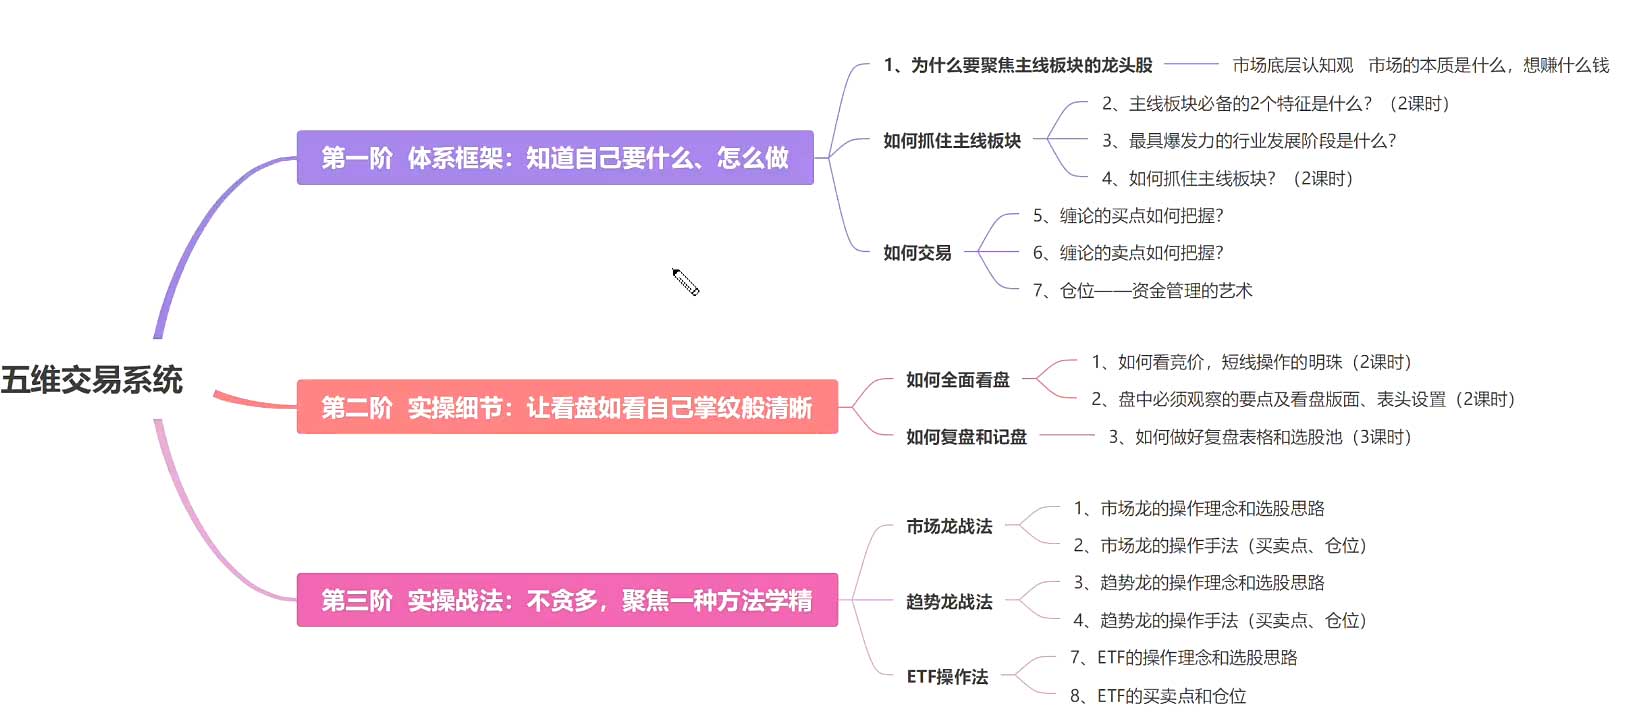 五维交易系统
第一阶 体系框架：知道自己要什么、怎么做
1、为什么要聚焦主线板块的龙头股
市场底层认知观 市场的本质是什么，想赚什么钱
如何抓住主线板块
2、主线板块必备的2个特征是什么？（2课时）
3、最具爆发力的行业发展阶段是什么？
4、如何抓住主线板块？（2课时）
如何交易
5、缠论的买点如何把握？
6、缠论的卖点如何把握？
7、仓位——资金管理的艺术
第二阶 实操细节：让看盘如看自己掌纹般清晰
如何全面看盘
1、如何看竞价，短线操作的明珠（2课时）
2、盘中必须观察的要点及看盘版面、表头设置（2课时）
如何复盘和记盘
3、如何做好复盘表格和选股池（3课时）
第三阶 实操战法：不贪多，聚焦一种方法学精
市场龙战法
1、市场龙的操作理念和选股思路
2、市场龙的操作手法（买卖点、仓位）
趋势龙战法
3、趋势龙的操作理念和选股思路
4、趋势龙的操作手法（买卖点、仓位）
ETF操作法
7、ETF的操作理念和选股思路
8、ETF的买卖点和仓位